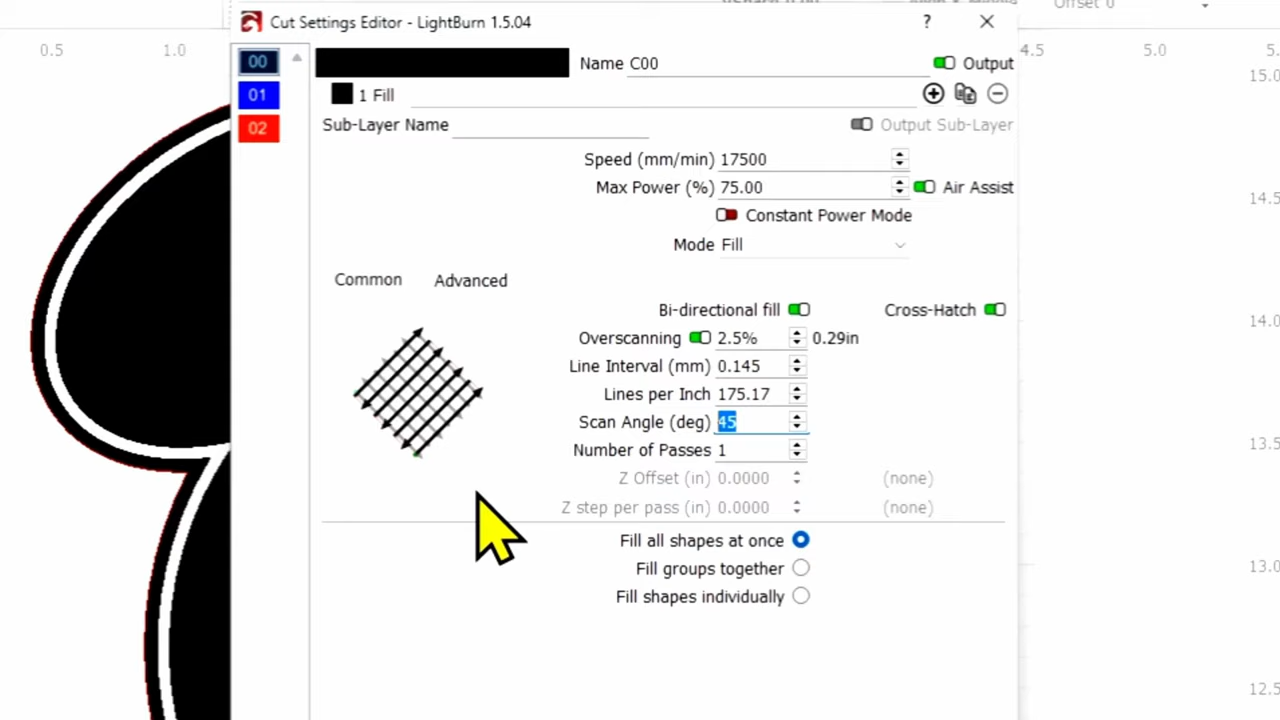 Offset 0
Cut Settings Editor - LightBurn 1.5.04
?
0.5 1.0 4.5 5.0 5.
00
Name C00
Output
15.0
01
1 Fill
02
Sub-Layer Name
Output Sub-Layer
Speed (mm/min) 17500
Max Power (%) 75.00
Air Assist
14.5
Constant Power Mode
Mode Fill
Common Advanced
Bi-directional fill
Cross-Hatch
14.0
Overscanning 2.5% 0.29in
Line Interval (mm) 0.145
Lines per Inch 175.17
Scan Angle (deg) 45
13.5
Number of Passes 1
Z Offset (in) 0.0000 (none)
Z step per pass (in) 0.0000 (none)
Fill all shapes at once
Fill groups together
13.0
Fill shapes individually
12.5